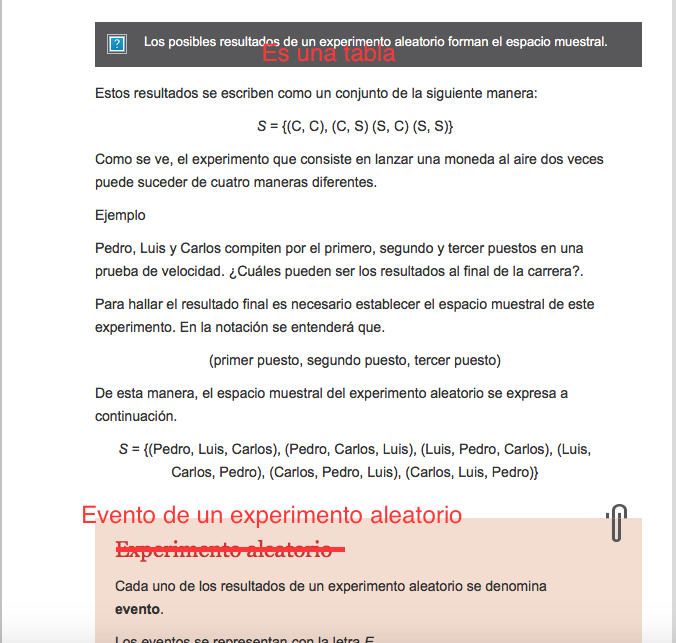 Los posibles resultados de un experimento aleatorio forman el espacio muestral.
Es una tabla
Estos resultados se escriben como un conjunto de la siguiente manera:
S = {(C, C), (C, S) (S, C) (S, S)}
Como se ve, el experimento que consiste en lanzar una moneda al aire dos veces
puede suceder de cuatro maneras diferentes.
Ejemplo
Pedro, Luis y Carlos compiten por el primero, segundo y tercer puestos en una
prueba de velocidad. ¿Cuáles pueden ser los resultados al final de la carrera?.
Para hallar el resultado final es necesario establecer el espacio muestral de este
experimento. En la notación se entenderá que.
(primer puesto, segundo puesto, tercer puesto)
De esta manera, el espacio muestral del experimento aleatorio se expresa a
continuación.
S = {(Pedro, Luis, Carlos), (Pedro, Carlos, Luis), (Luis, Pedro, Carlos), (Luis,
Carlos, Pedro), (Carlos, Pedro, Luis), (Carlos, Luis, Pedro)}
Evento de un experimento aleatorio
Experimento aleatorio
Cada uno de los resultados de un experimento aleatorio se denomina
evento.
Los eventos se representan con la letra E